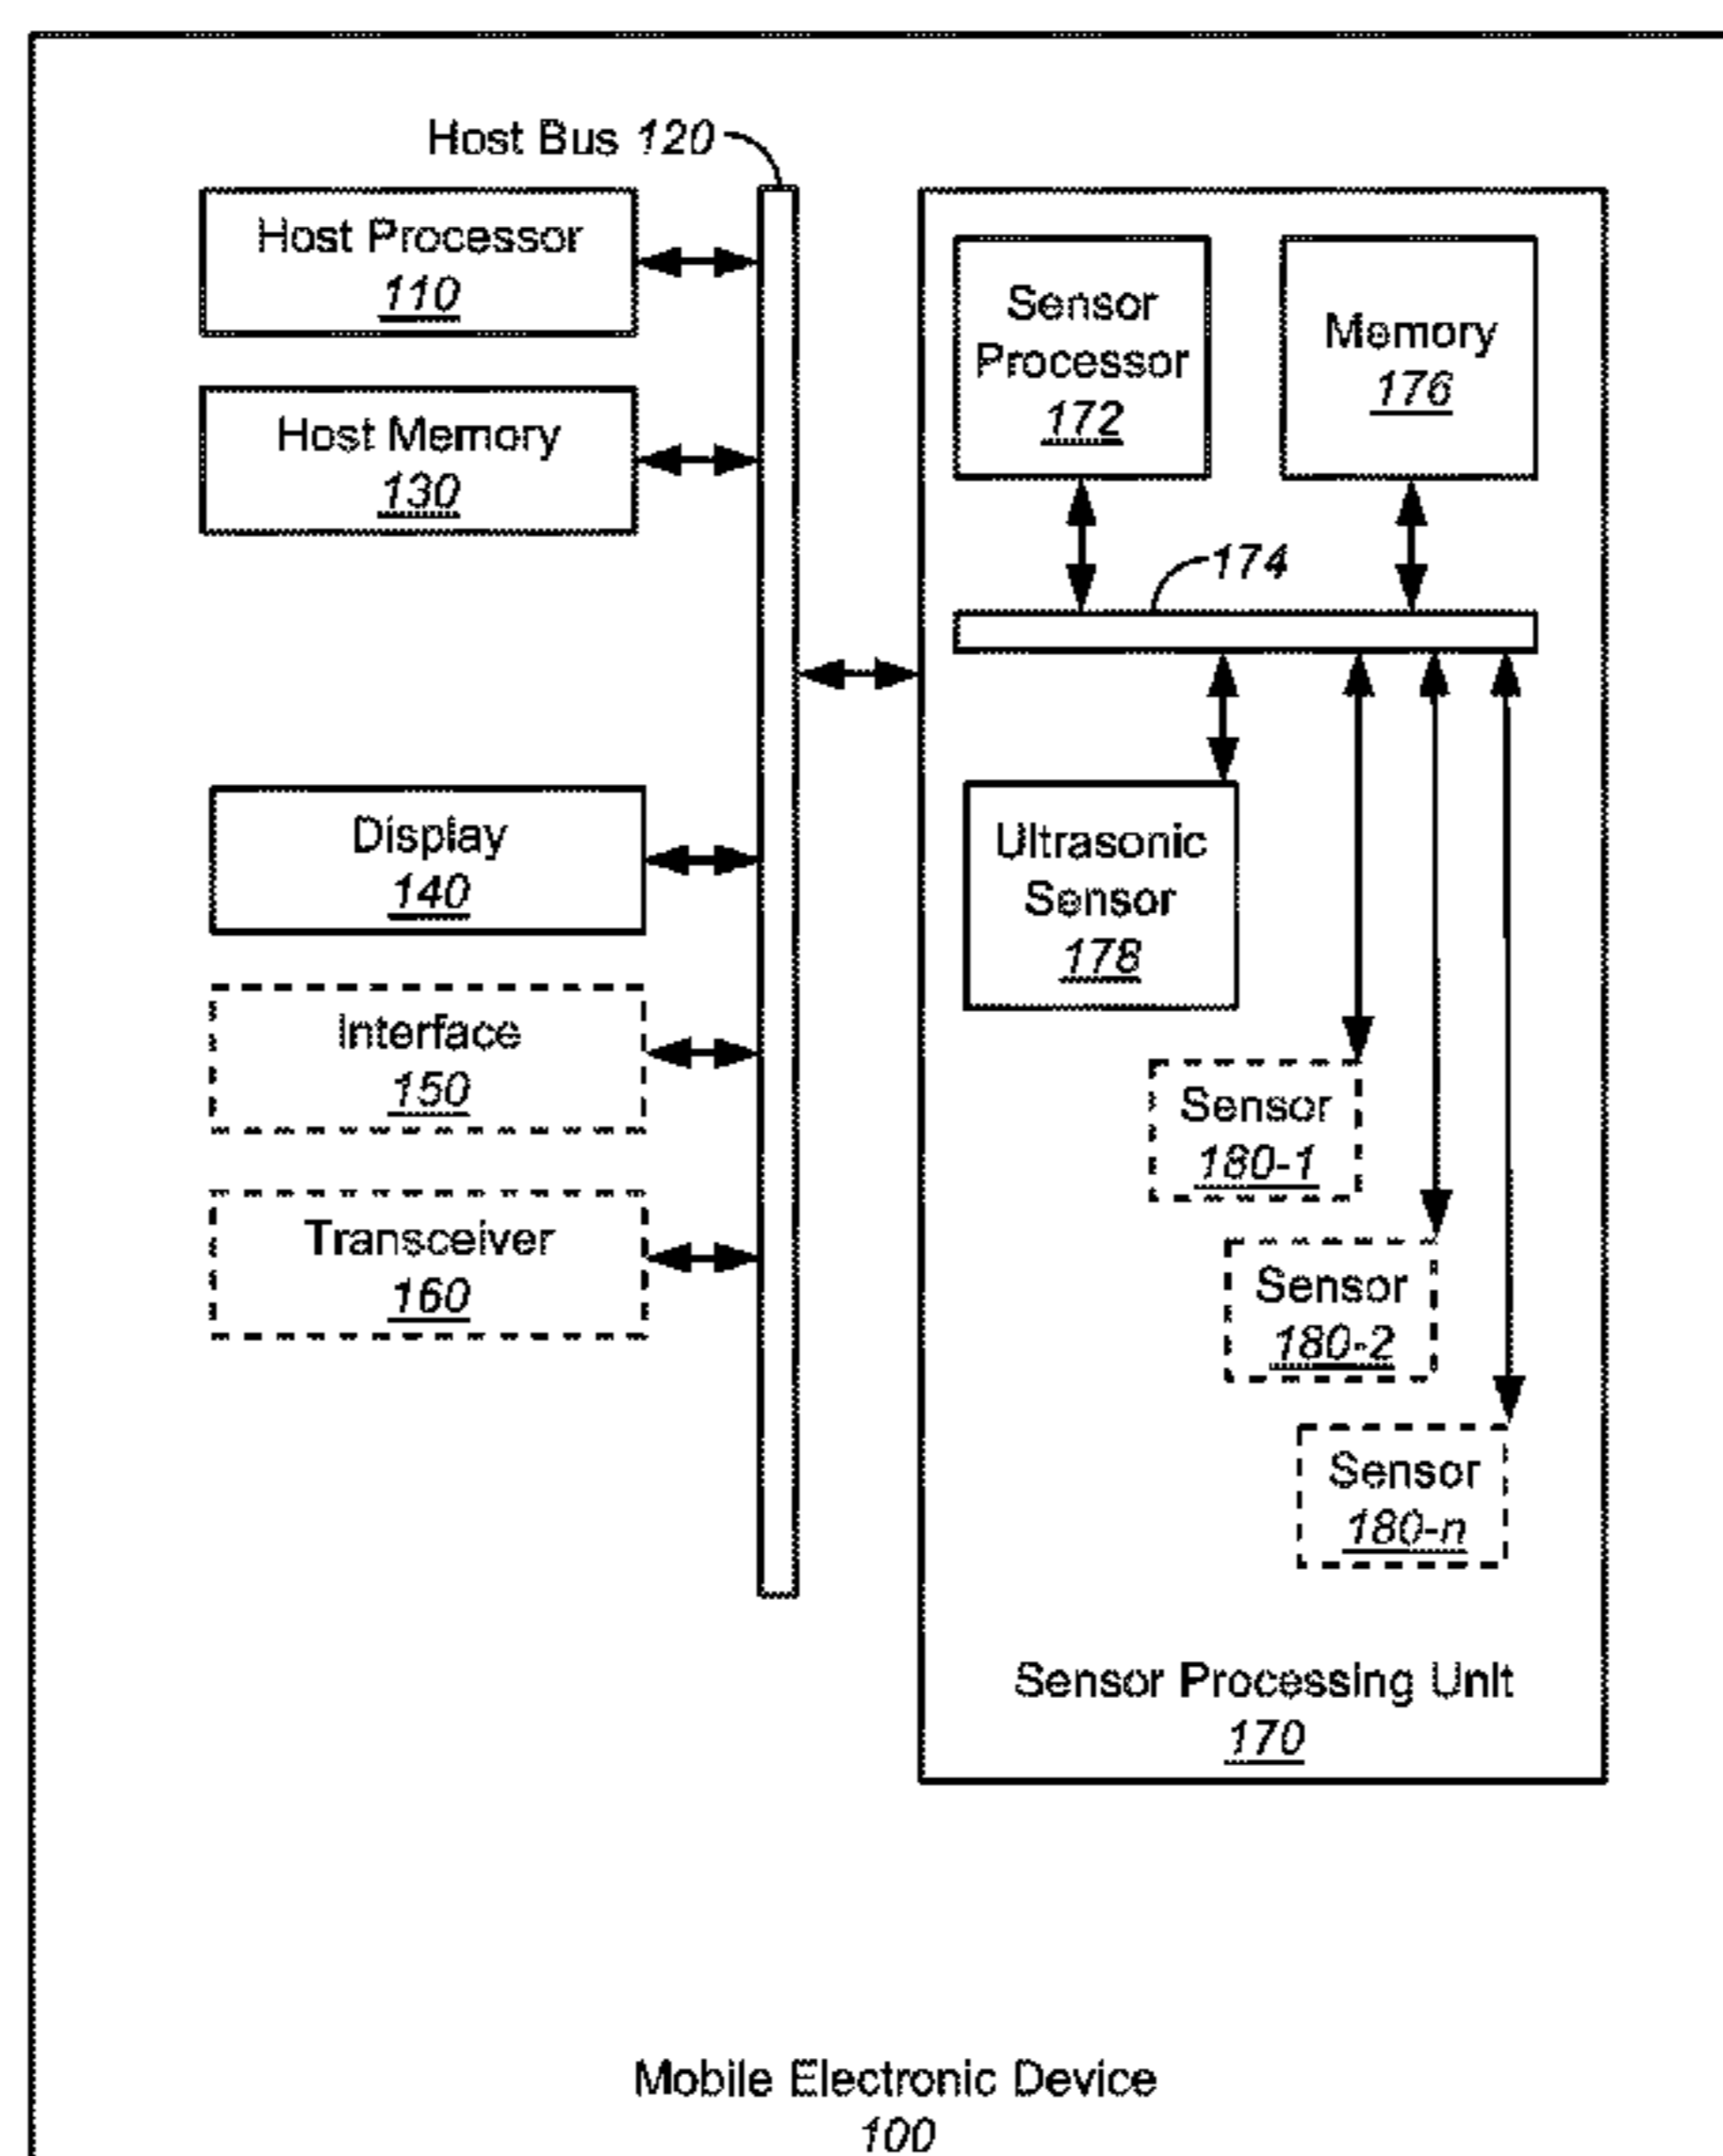 Host Bus 120
Host Processor
110
Host Memory
130
Display
140
Interface
150
Transceiver
160
Sensor
Processor
172
Memory
176
174
Ultrasonic
Sensor
178
Sensor
180-1
Sensor
180-2
Sensor
180-n
Sensor Processing Unit
170
Mobile Electronic Device
100